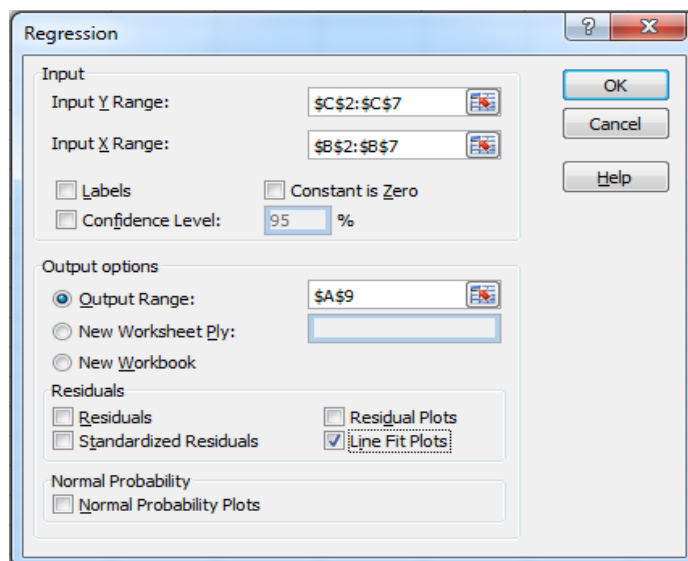 Regression
?
Input
Input Y Range: $C$2:$C$7
Input X Range: $B$2:$B$7
Labels
Constant is Zero
Confidence Level: 95 %
OK
Cancel
Help
Output options
Output Range: $A$9
New Worksheet Ply:
New Workbook
Residuals
Residuals
Residual Plots
Standardized Residuals
Line Fit Plots
Normal Probability
Normal Probability Plots